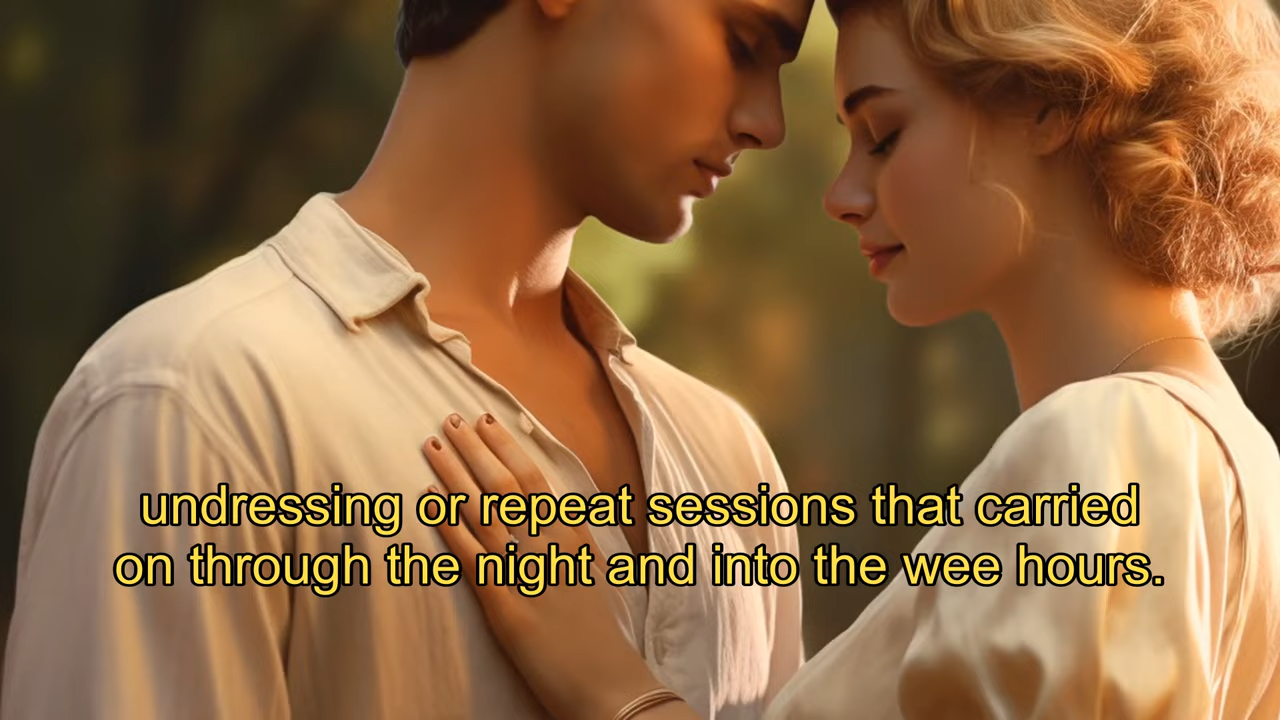 undressing or repeat sessions that carried
on through the night and into the wee hours.